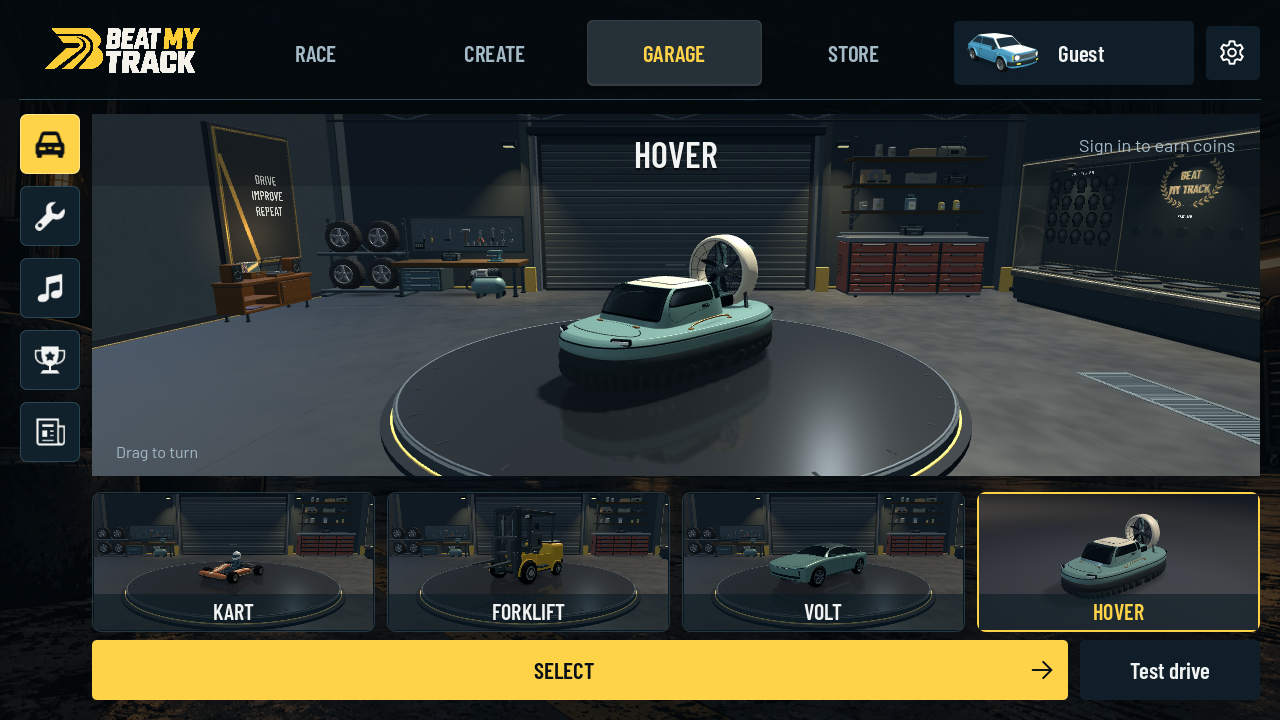 BEAT MY TRACK
RACE
CREATE
GARAGE
STORE
Guest
HOVER
Sign in to earn coins
DRIVE
IMPROVE
REPEAT
BEAT
MY TRACK
Drag to turn
KART
FORKLIFT
VOLT
HOVER
SELECT
Test drive